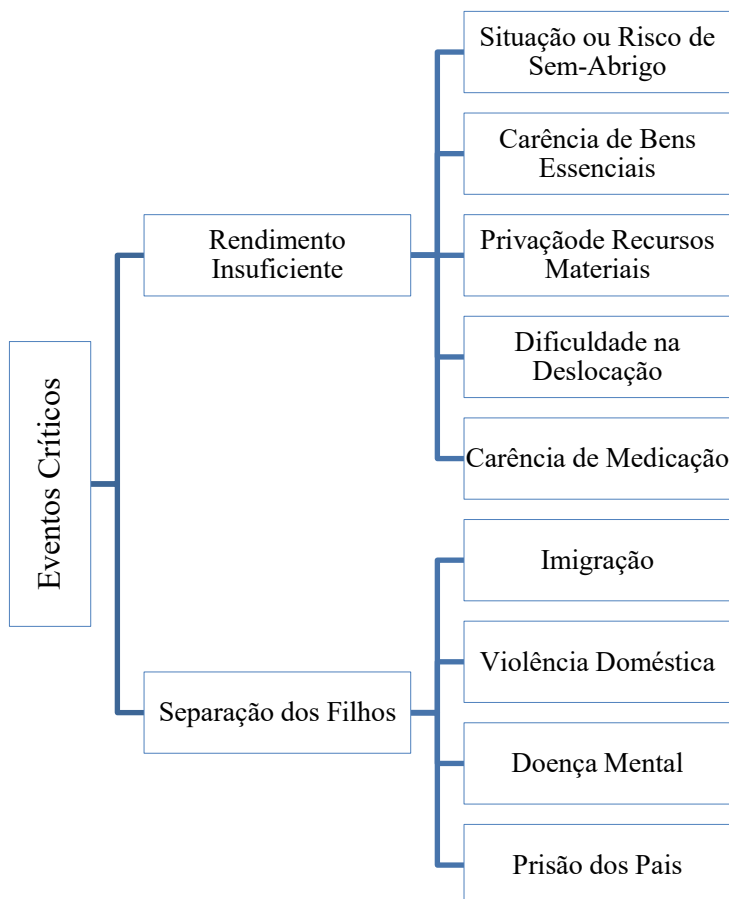 Eventos Críticos
Rendimento
Insuficiente
Situação ou Risco de
Sem-Abrigo
Carência de Bens
Essenciais
Privaçãode Recursos
Materiais
Dificuldade na
Deslocação
Carência de Medicação
Separação dos Filhos
Imigração
Violência Doméstica
Doença Mental
Prisão dos Pais